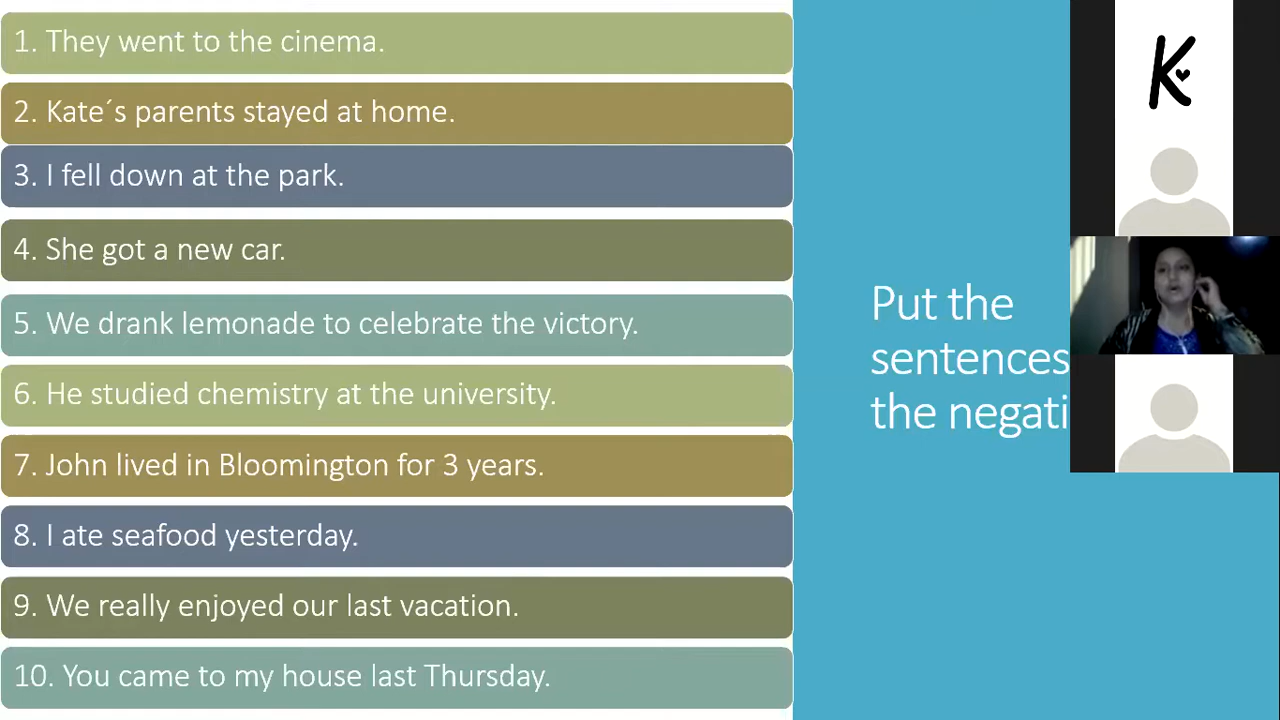 1. They went to the cinema.
2. Kate´s parents stayed at home.
3. I fell down at the park.
4. She got a new car.
5. We drank lemonade to celebrate the victory.
6. He studied chemistry at the university.
7. John lived in Bloomington for 3 years.
8. I ate seafood yesterday.
9. We really enjoyed our last vacation.
10. You came to my house last Thursday.
Put the
sentences
the negati
K